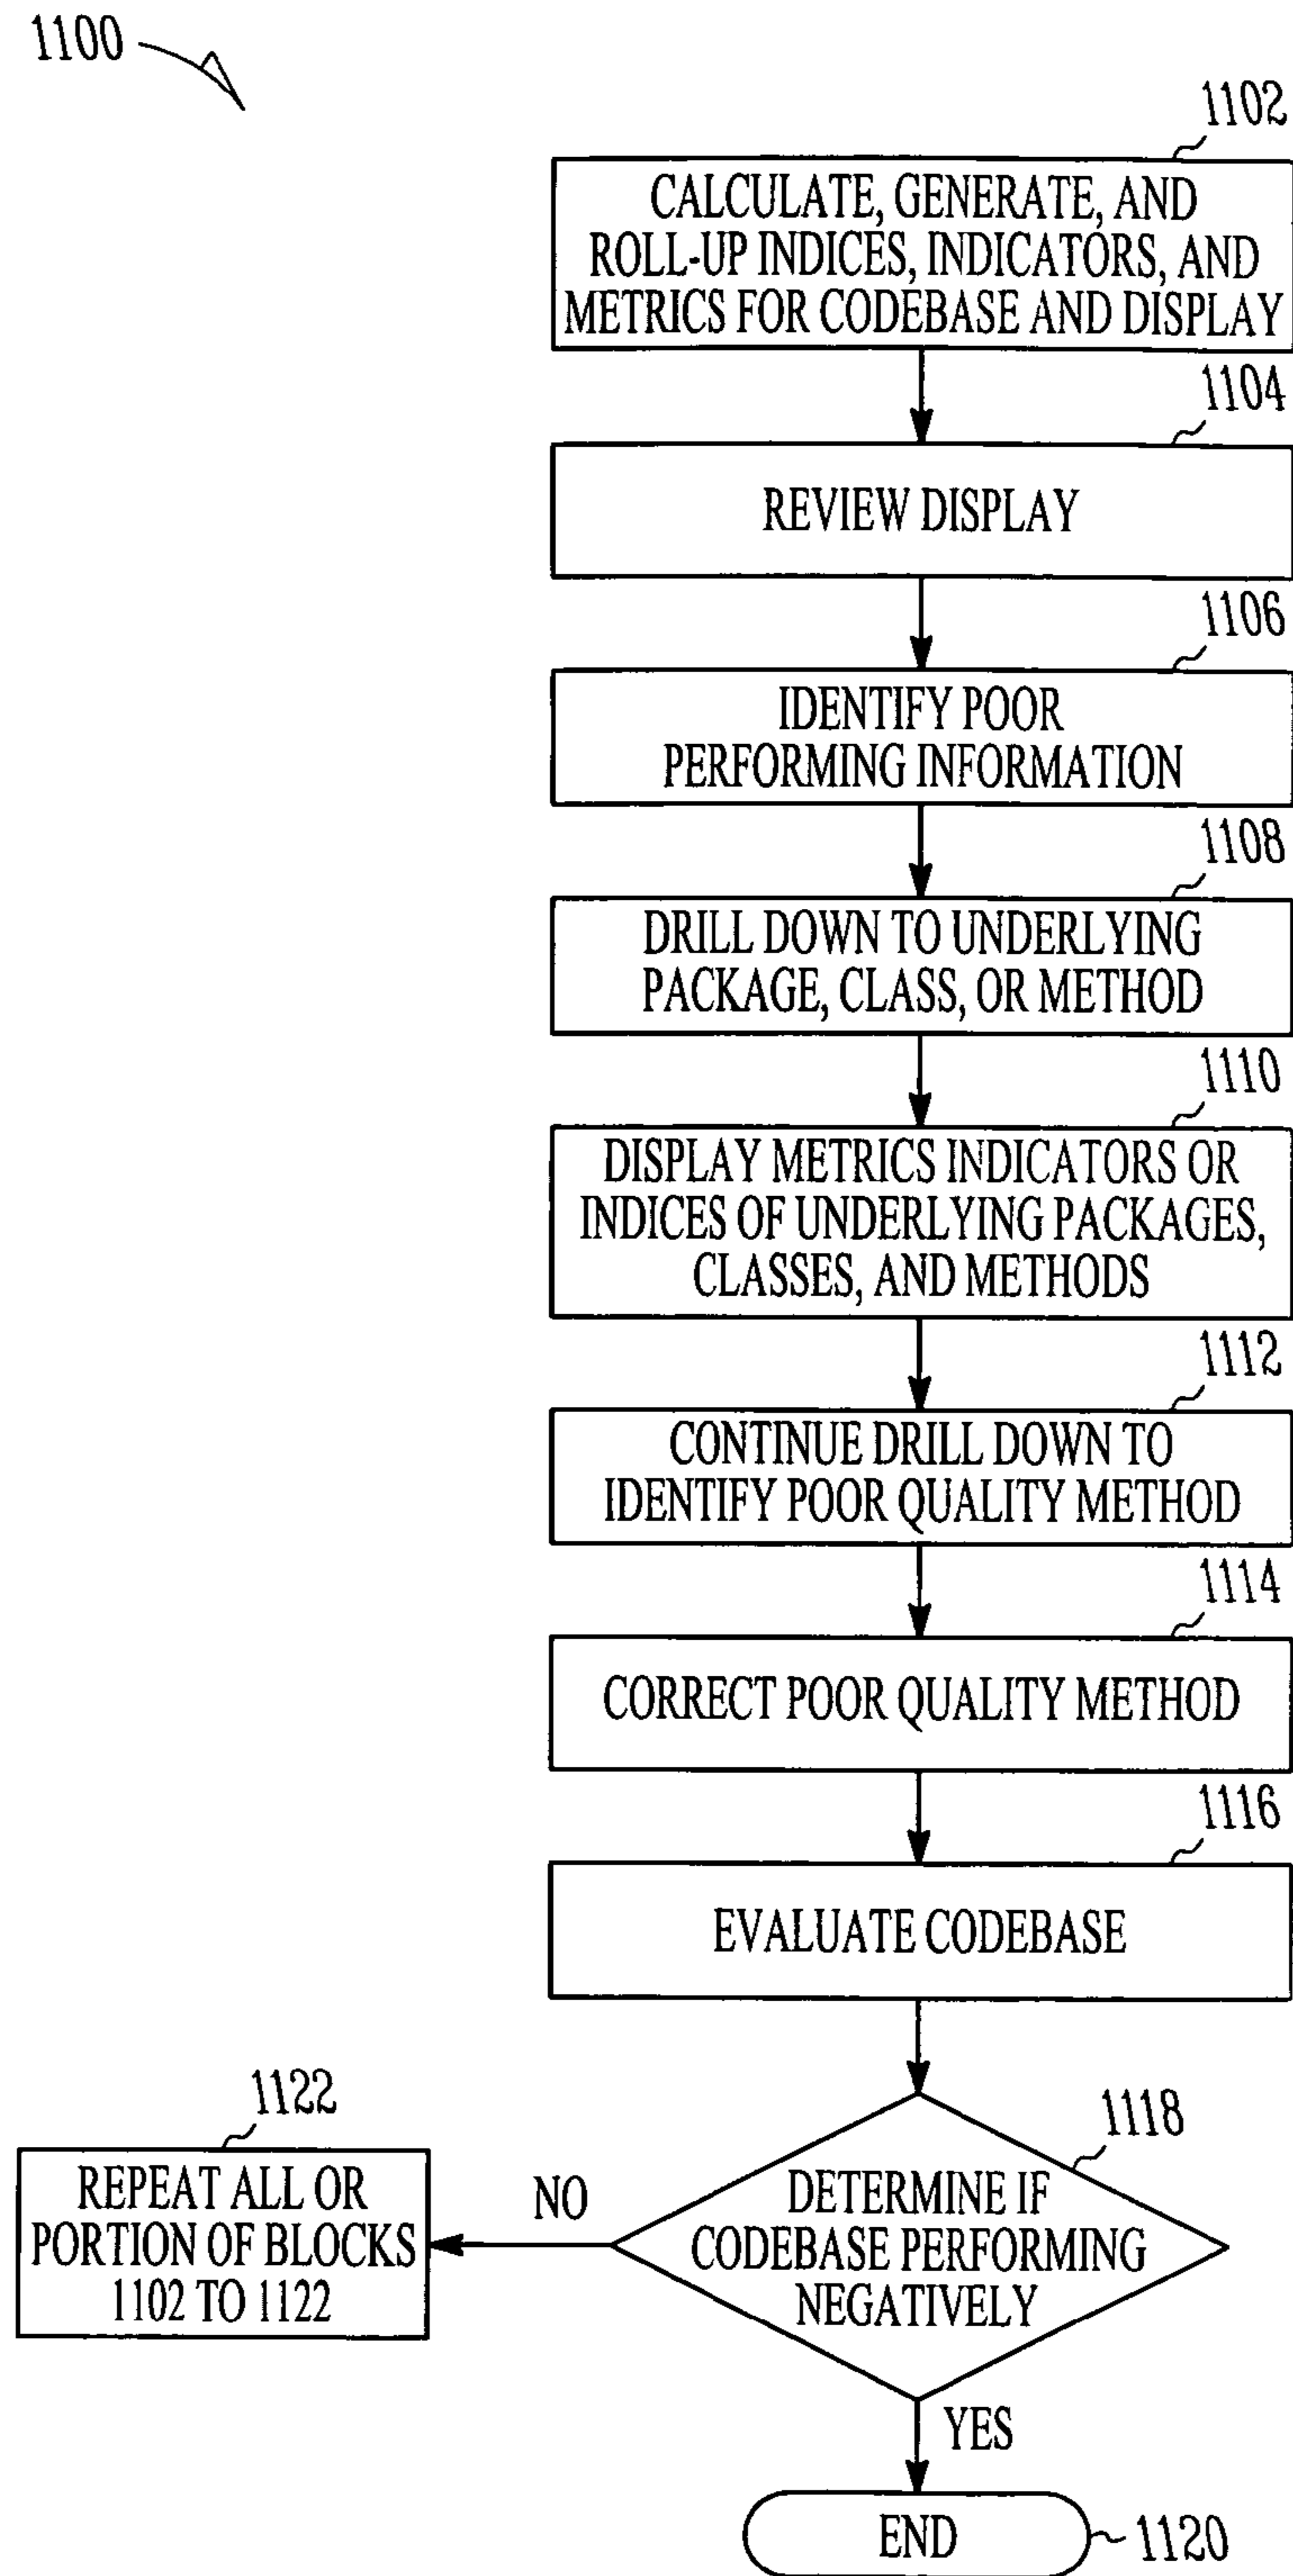 1100
1102
CALCULATE, GENERATE, AND
ROLL-UP INDICES, INDICATORS, AND
METRICS FOR CODEBASE AND DISPLAY
1104
REVIEW DISPLAY
1106
IDENTIFY POOR
PERFORMING INFORMATION
1108
DRILL DOWN TO UNDERLYING
PACKAGE, CLASS, OR METHOD
1110
DISPLAY METRICS INDICATORS OR
INDICES OF UNDERLYING PACKAGES,
CLASSES, AND METHODS
1112
CONTINUE DRILL DOWN TO
IDENTIFY POOR QUALITY METHOD
1114
CORRECT POOR QUALITY METHOD
1116
EVALUATE CODEBASE
1118
DETERMINE IF
CODEBASE PERFORMING
NEGATIVELY
NO
1122
REPEAT ALL OR
PORTION OF BLOCKS
1102 TO 1122
YES
END
1120